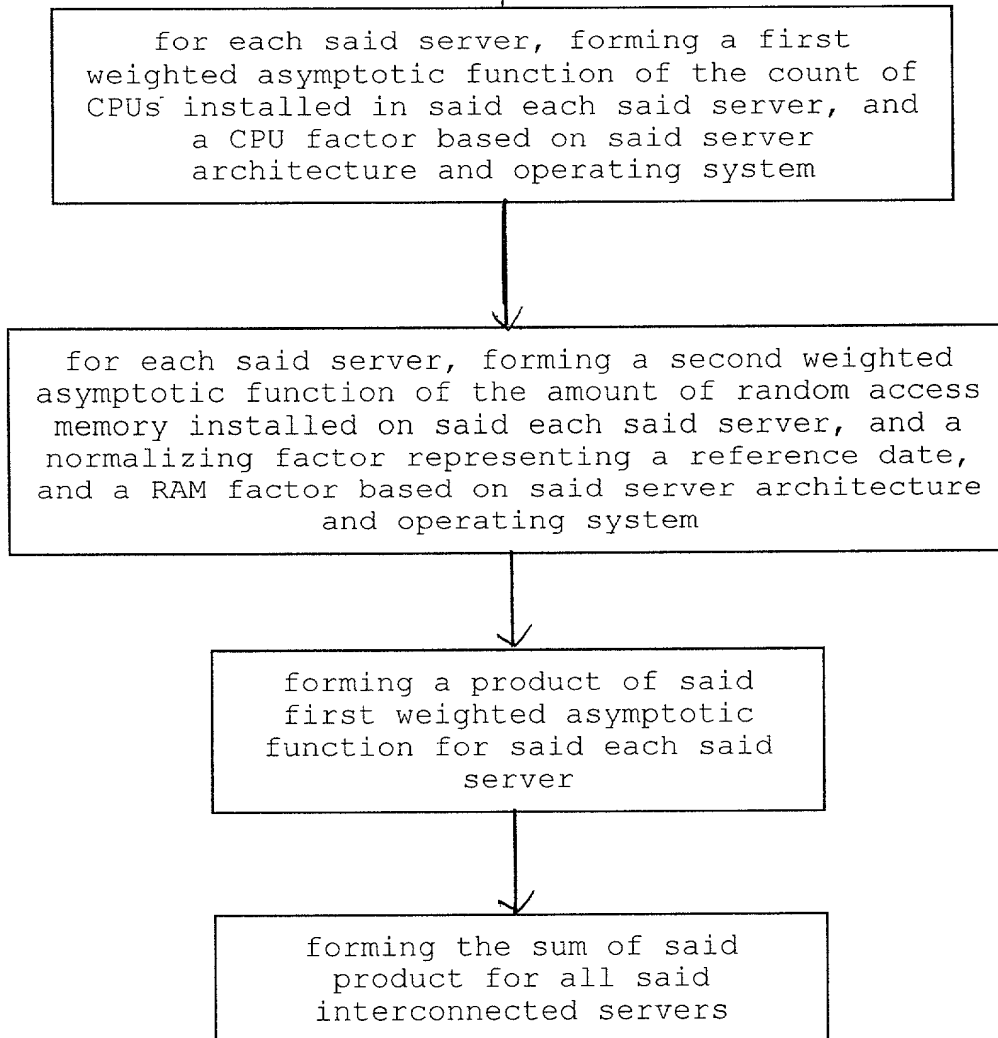 for each said server, forming a first
weighted asymptotic function of the count of
CPUs installed in said each said server, and
a CPU factor based on said server
architecture and operating system
for each said server, forming a second weighted
asymptotic function of the amount of random access
memory installed on said each said server, and a
normalizing factor representing a reference date,
and a RAM factor based on said server architecture
and operating system
forming a product of said
first weighted asymptotic
function for said each said
server
forming the sum of said
product for all said
interconnected servers